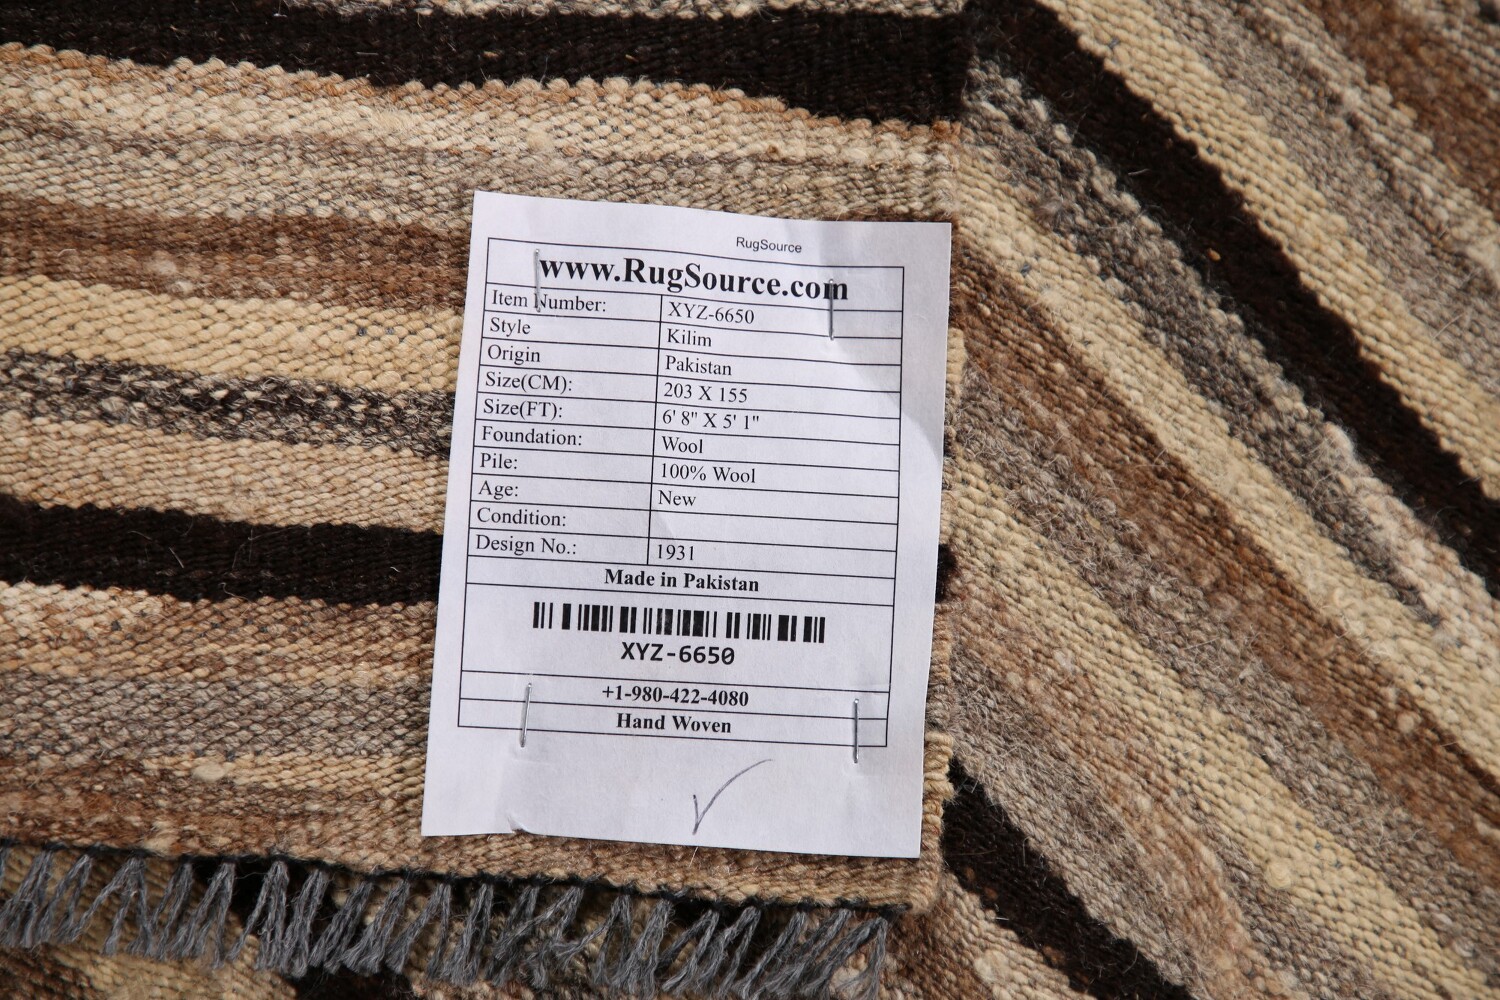 RugSource
www.RugSource.com
Item Number: XYZ-6650
Style Kilim
Origin Pakistan
Size(CM): 203 X 155
Size(FT): 6' 8" X 5' 1"
Foundation: Wool
Pile: 100% Wool
Age: New
Condition:
Design No.: 1931
Made in Pakistan
XYZ-6650
+1-980-422-4080
Hand Woven